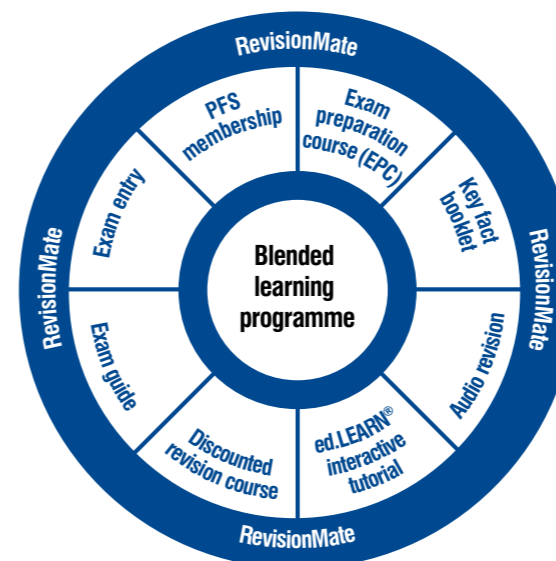 RevisionMate
PFS
membership
Exam
preparation
course (EPC)
Key fact
booklet
RevisionMate
Audio revision
ed.LEARN®
interactive
tutorial
RevisionMate
Discounted
revision course
Exam guide
RevisionMate
Exam entry
Blended
learning
programme